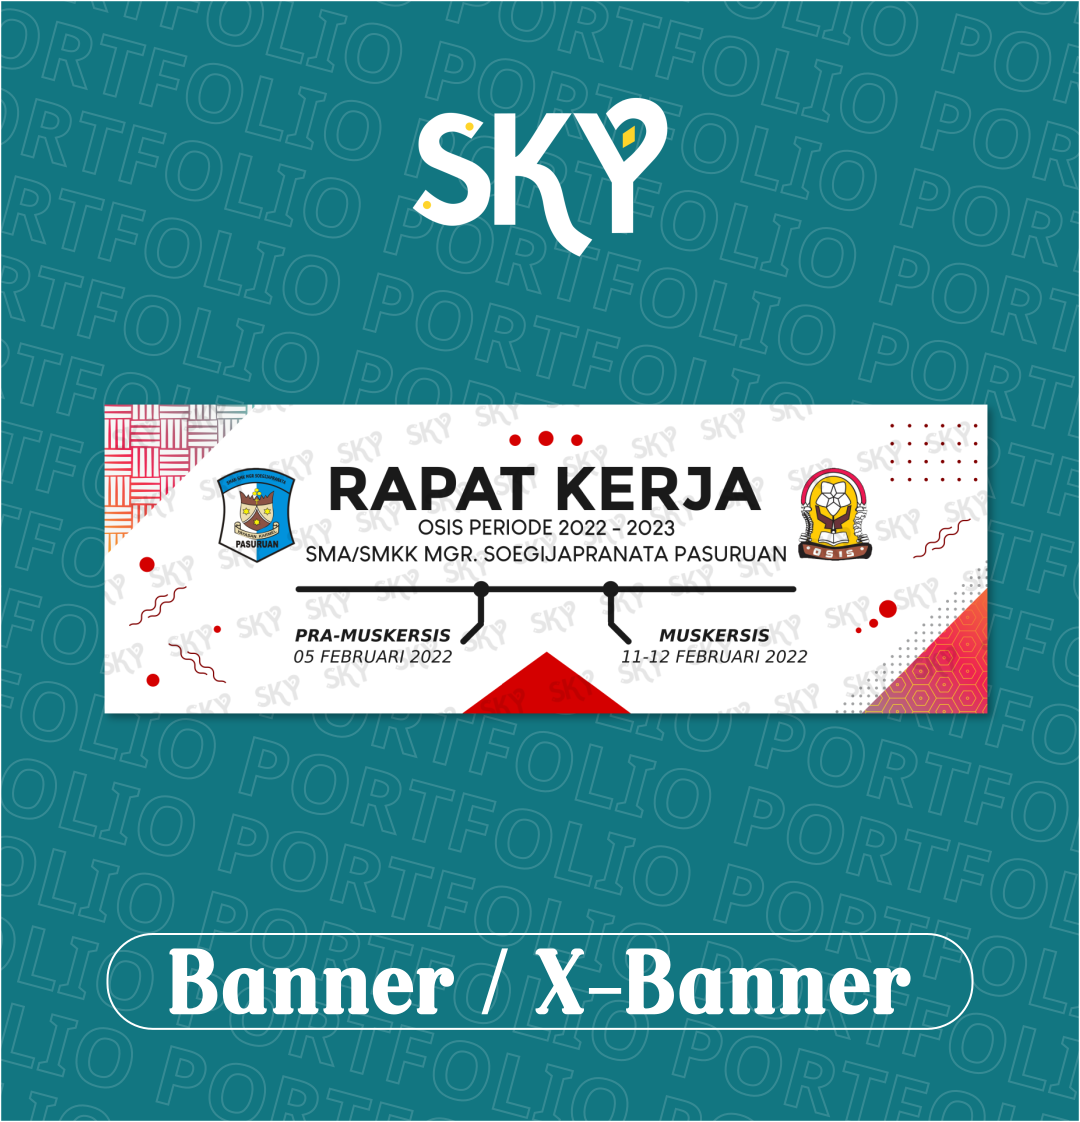 SKY
RAPAT KERJA
OSIS PERIODE 2022 - 2023
SMA/SMKK MGR. SOEGIJAPRANATA PASURUAN
PASURUAN
OSIS
PRA-MUSKERSIS
05 FEBRUARI 2022
MUSKERSIS
11-12 FEBRUARI 2022
Banner / X-Banner
PORTFOLIO